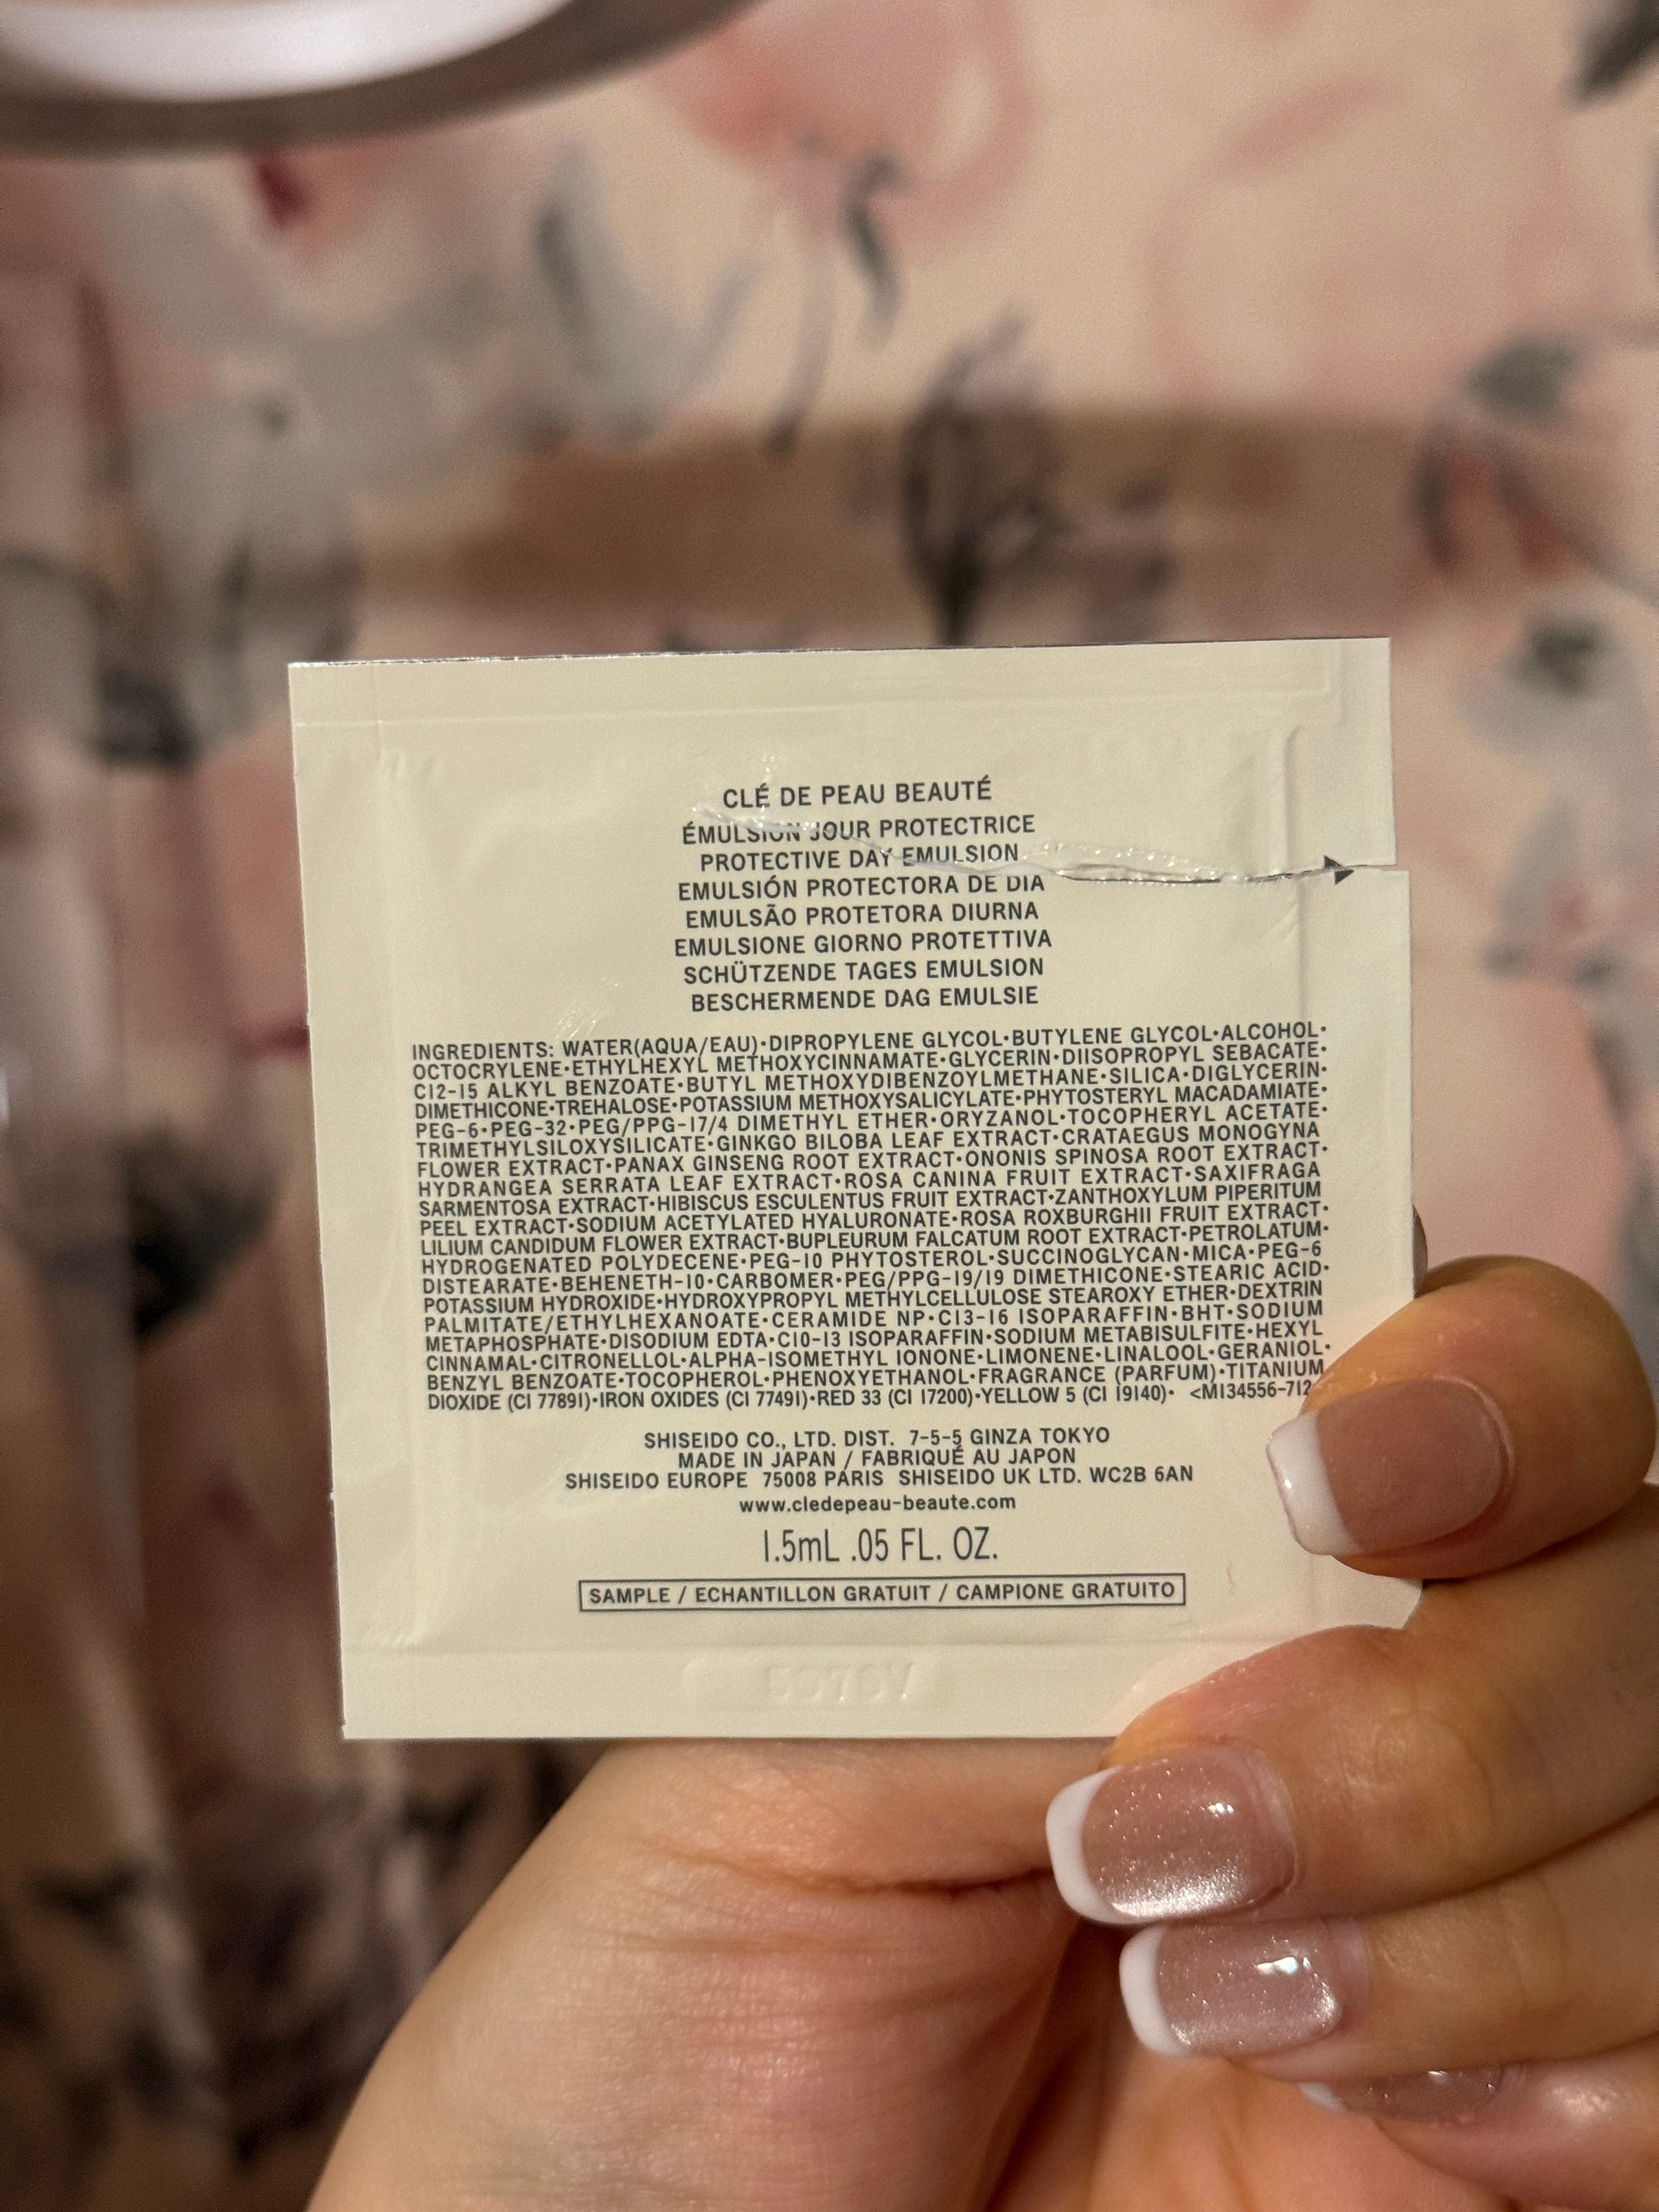 CLÉ DE PEAU BEAUTÉ
ÉMULSION JOUR PROTECTRICE
PROTECTIVE DAY EMULSION
EMULSIÓN PROTECTORA DE DIA
EMULSÃO PROTETORA DIURNA
EMULSIONE GIORNO PROTETTIVA
SCHÜTZENDE TAGES EMULSION
BESCHERMENDE DAG EMULSIE
INGREDIENTS: WATER(AQUA/EAU)•DIPROPYLENE GLYCOL•BUTYLENE GLYCOL•ALCOHOL•
OCTOCRYLENE•ETHYLHEXYL METHOXYCINNAMATE•GLYCERIN•DIISOPROPYL SEBACATE•
C12-15 ALKYL BENZOATE•BUTYL METHOXYDIBENZOYLMETHANE•SILICA•DIGLYCERIN•
DIMETHICONE•TREHALOSE•POTASSIUM METHOXYSALICYLATE•PHYTOSTERYL MACADAMIATE•
PEG-6•PEG-32•PEG/PPG-17/4 DIMETHYL ETHER•ORYZANOL•TOCOPHERYL ACETATE•
TRIMETHYLSILOXYSILICATE•GINKGO BILOBA LEAF EXTRACT•CRATAEGUS MONOGYNA
FLOWER EXTRACT•PANAX GINSENG ROOT EXTRACT•ONONIS SPINOSA ROOT EXTRACT•
HYDRANGEA SERRATA LEAF EXTRACT•ROSA CANINA FRUIT EXTRACT•SAXIFRAGA
SARMENTOSA EXTRACT•HIBISCUS ESCULENTUS FRUIT EXTRACT•ZANTHOXYLUM PIPERITUM
PEEL EXTRACT•SODIUM ACETYLATED HYALURONATE•ROSA ROXBURGHII FRUIT EXTRACT•
LILIUM CANDIDUM FLOWER EXTRACT•BUPLEURUM FALCATUM ROOT EXTRACT•PETROLATUM•
HYDROGENATED POLYDECENE•PEG-10 PHYTOSTEROL•SUCCINOGLYCAN•MICA•PEG-6
DISTEARATE•BEHENETH-10•CARBOMER•PEG/PPG-19/19 DIMETHICONE•STEARIC ACID•
POTASSIUM HYDROXIDE•HYDROXYPROPYL METHYLCELLULOSE STEAROXY ETHER•DEXTRIN
PALMITATE/ETHYLHEXANOATE•CERAMIDE NP•C13-16 ISOPARAFFIN•BHT•SODIUM
METAPHOSPHATE•DISODIUM EDTA•C10-13 ISOPARAFFIN•SODIUM METABISULFITE•HEXYL
CINNAMAL•CITRONELLOL•ALPHA-ISOMETHYL IONONE•LIMONENE•LINALOOL•GERANIOL•
BENZYL BENZOATE•TOCOPHEROL•PHENOXYETHANOL•FRAGRANCE (PARFUM)•TITANIUM
DIOXIDE (CI 77891)•IRON OXIDES (CI 77491)•RED 33 (CI 17200)•YELLOW 5 (CI 19140)• <M134556-712
SHISEIDO CO., LTD. DIST. 7-5-5 GINZA TOKYO
MADE IN JAPAN / FABRIQUÉ AU JAPON
SHISEIDO EUROPE 75008 PARIS SHISEIDO UK LTD. WC2B 6AN
www.cledepeau-beaute.com
1.5mL .05 FL. OZ.
SAMPLE / ECHANTILLON GRATUIT / CAMPIONE GRATUITO